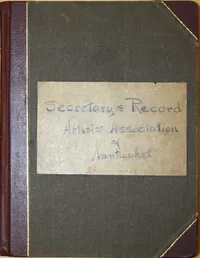 Secretary's Record
Artists Association
of
Nantucket